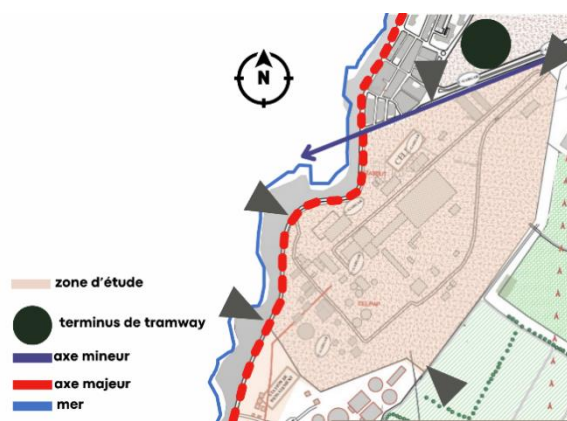 N
zone d'étude
terminus de tramway
axe mineur
axe majeur
mer